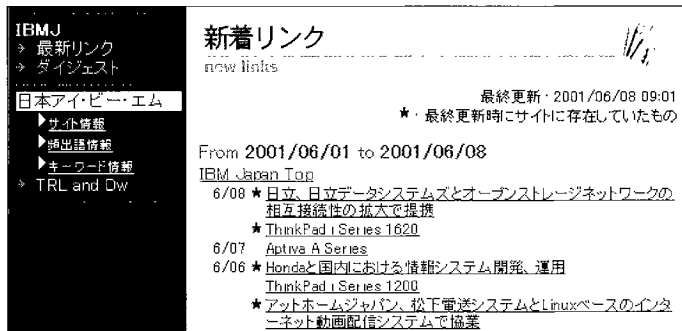 IBMJ
最新リンク
ダイジェスト
日本アイ・ビー・エム
サイト情報
頻出語情報
キーワード情報
TRL and Dw
新着リンク
new links
最終更新・2001/06/08 09:01
★・最終更新時にサイトに存在していたもの
From 2001/06/01 to 2001/06/08
IBM Japan Top
6/08 ★日立、日立データシステムズとオープンストレージネットワークの
相互接続性の拡大で提携
★ThinkPad i Series 1620
6/07 Aptiva A Series
6/06 ★Hondaと国内における情報システム開発、運用
ThinkPad i Series 1200
★アットホームジャパン、松下電送システムとLinuxベースのインタ
ーネット動画配信システムで協業